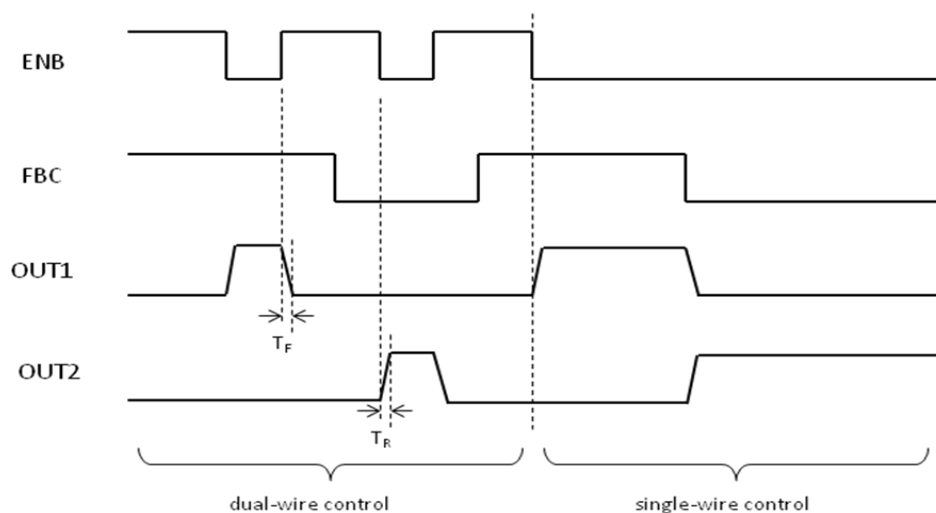 ENB
FBC
OUT1
TF
OUT2
TR
dual-wire control
single-wire control